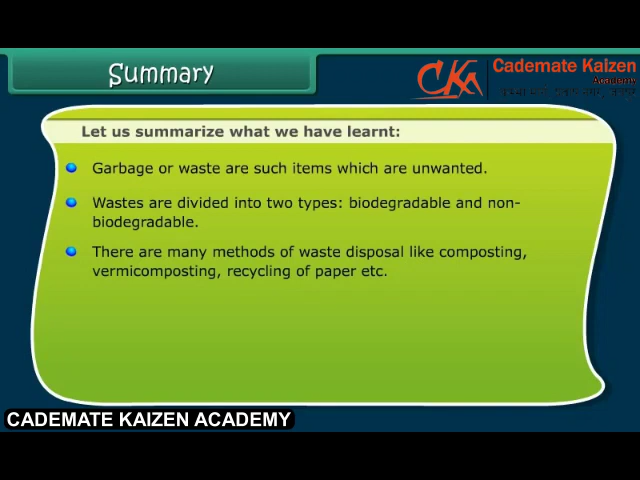 Summary
CKA
Cademate Kaizen
Academy
Let us summarize what we have learnt:
Garbage or waste are such items which are unwanted.
Wastes are divided into two types: biodegradable and non-
biodegradable.
There are many methods of waste disposal like composting,
vermicomposting, recycling of paper etc.
CADEMATE KAIZEN ACADEMY